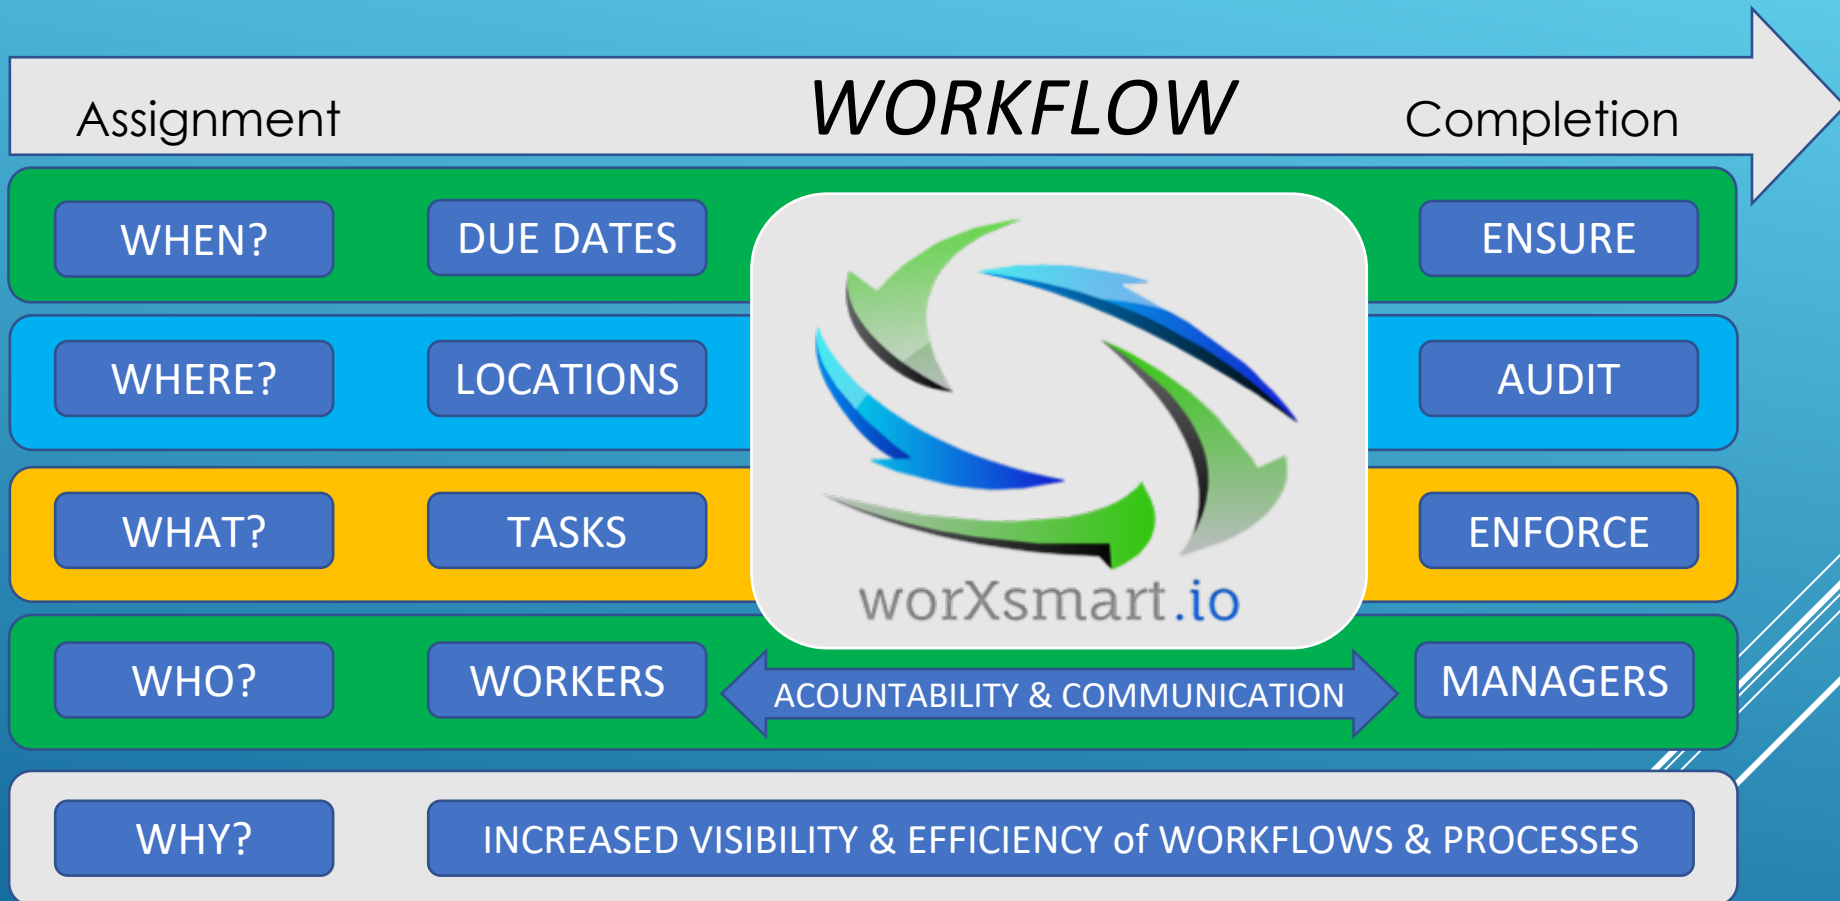 Assignment WORKFLOW Completion
WHEN? DUE DATES ENSURE
WHERE? LOCATIONS AUDIT
WHAT? TASKS ENFORCE
worXsmart.io
WHO? WORKERS ACOUNTABILITY & COMMUNICATION MANAGERS
WHY? INCREASED VISIBILITY & EFFICIENCY of WORKFLOWS & PROCESSES